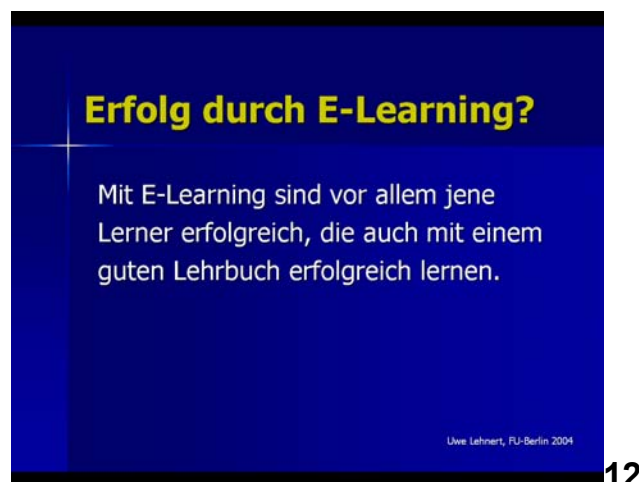 Erfolg durch E-Learning?
Mit E-Learning sind vor allem jene
Lerner erfolgreich, die auch mit einem
guten Lehrbuch erfolgreich lernen.
Uwe Lehnert, FU-Berlin 2004
12